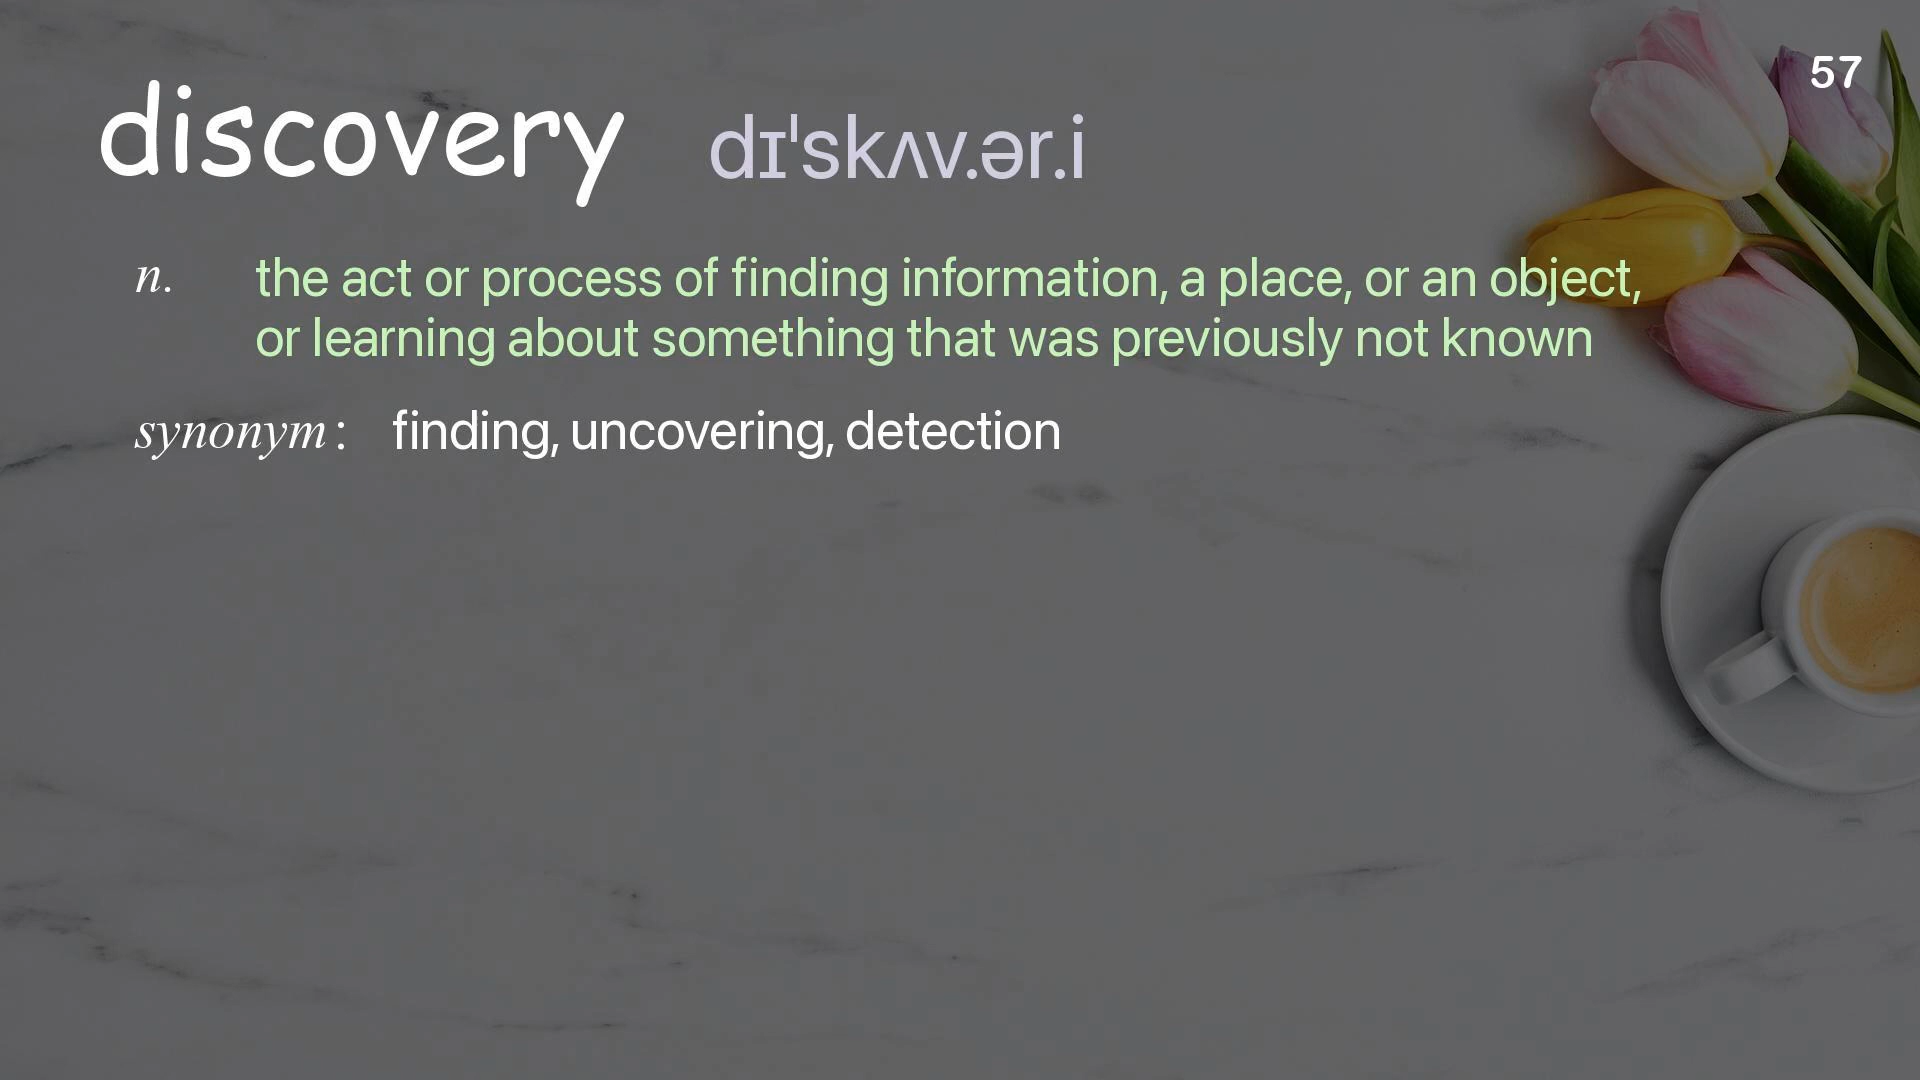 57
discovery dɪˈskʌv.ər.i
n. the act or process of finding information, a place, or an object,
or learning about something that was previously not known
synonym: finding, uncovering, detection